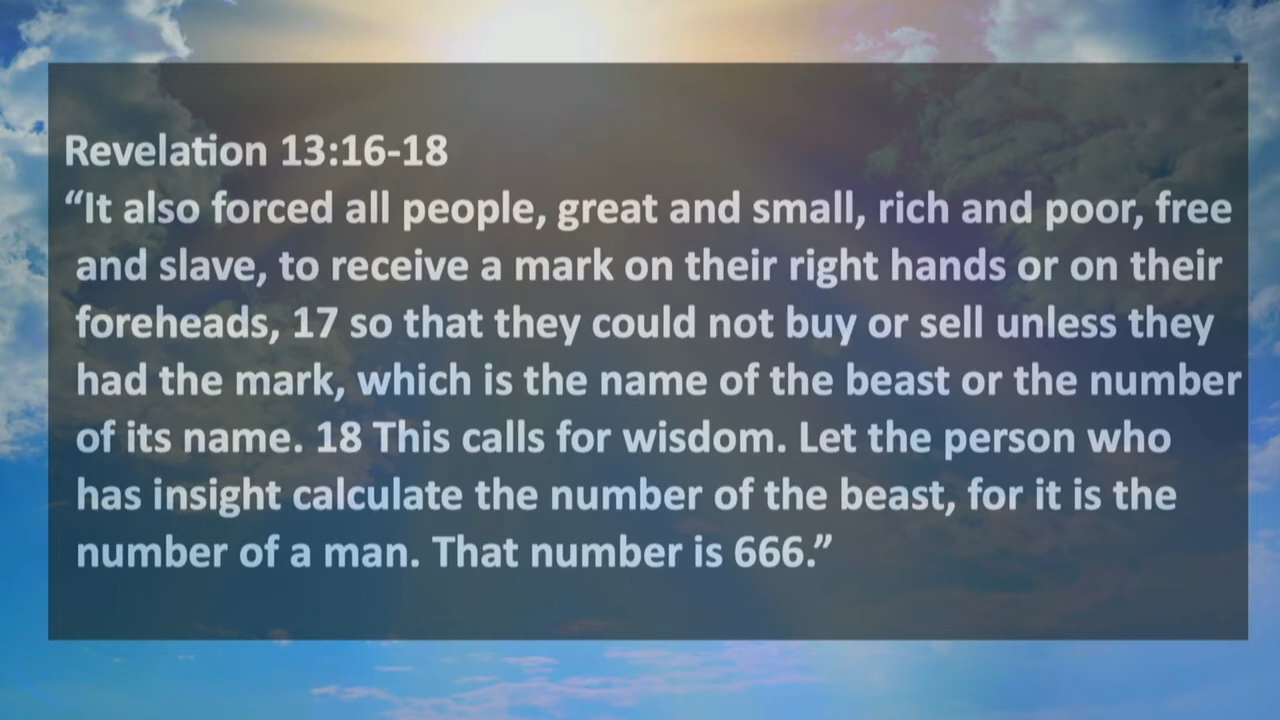 Revelation 13:16-18
“It also forced all people, great and small, rich and poor, free
and slave, to receive a mark on their right hands or on their
foreheads, 17 so that they could not buy or sell unless they
had the mark, which is the name of the beast or the number
of its name. 18 This calls for wisdom. Let the person who
has insight calculate the number of the beast, for it is the
number of a man. That number is 666.”